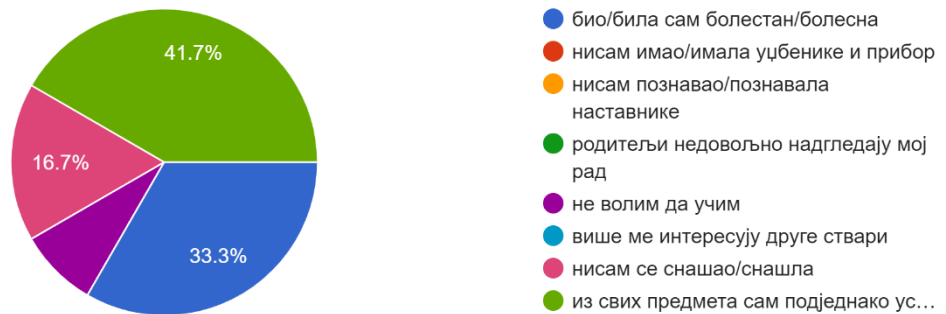 41.7%
16.7%
33.3%
био/била сам болестан/болесна
нисам имао/имала уџбенике и прибор
нисам познавао/познавала
наставнике
родитељи недовољно надгледају мој
рад
не волим да учим
више ме интересују друге ствари
нисам се снашао/снашла
из свих предмета сам подједнако ус…